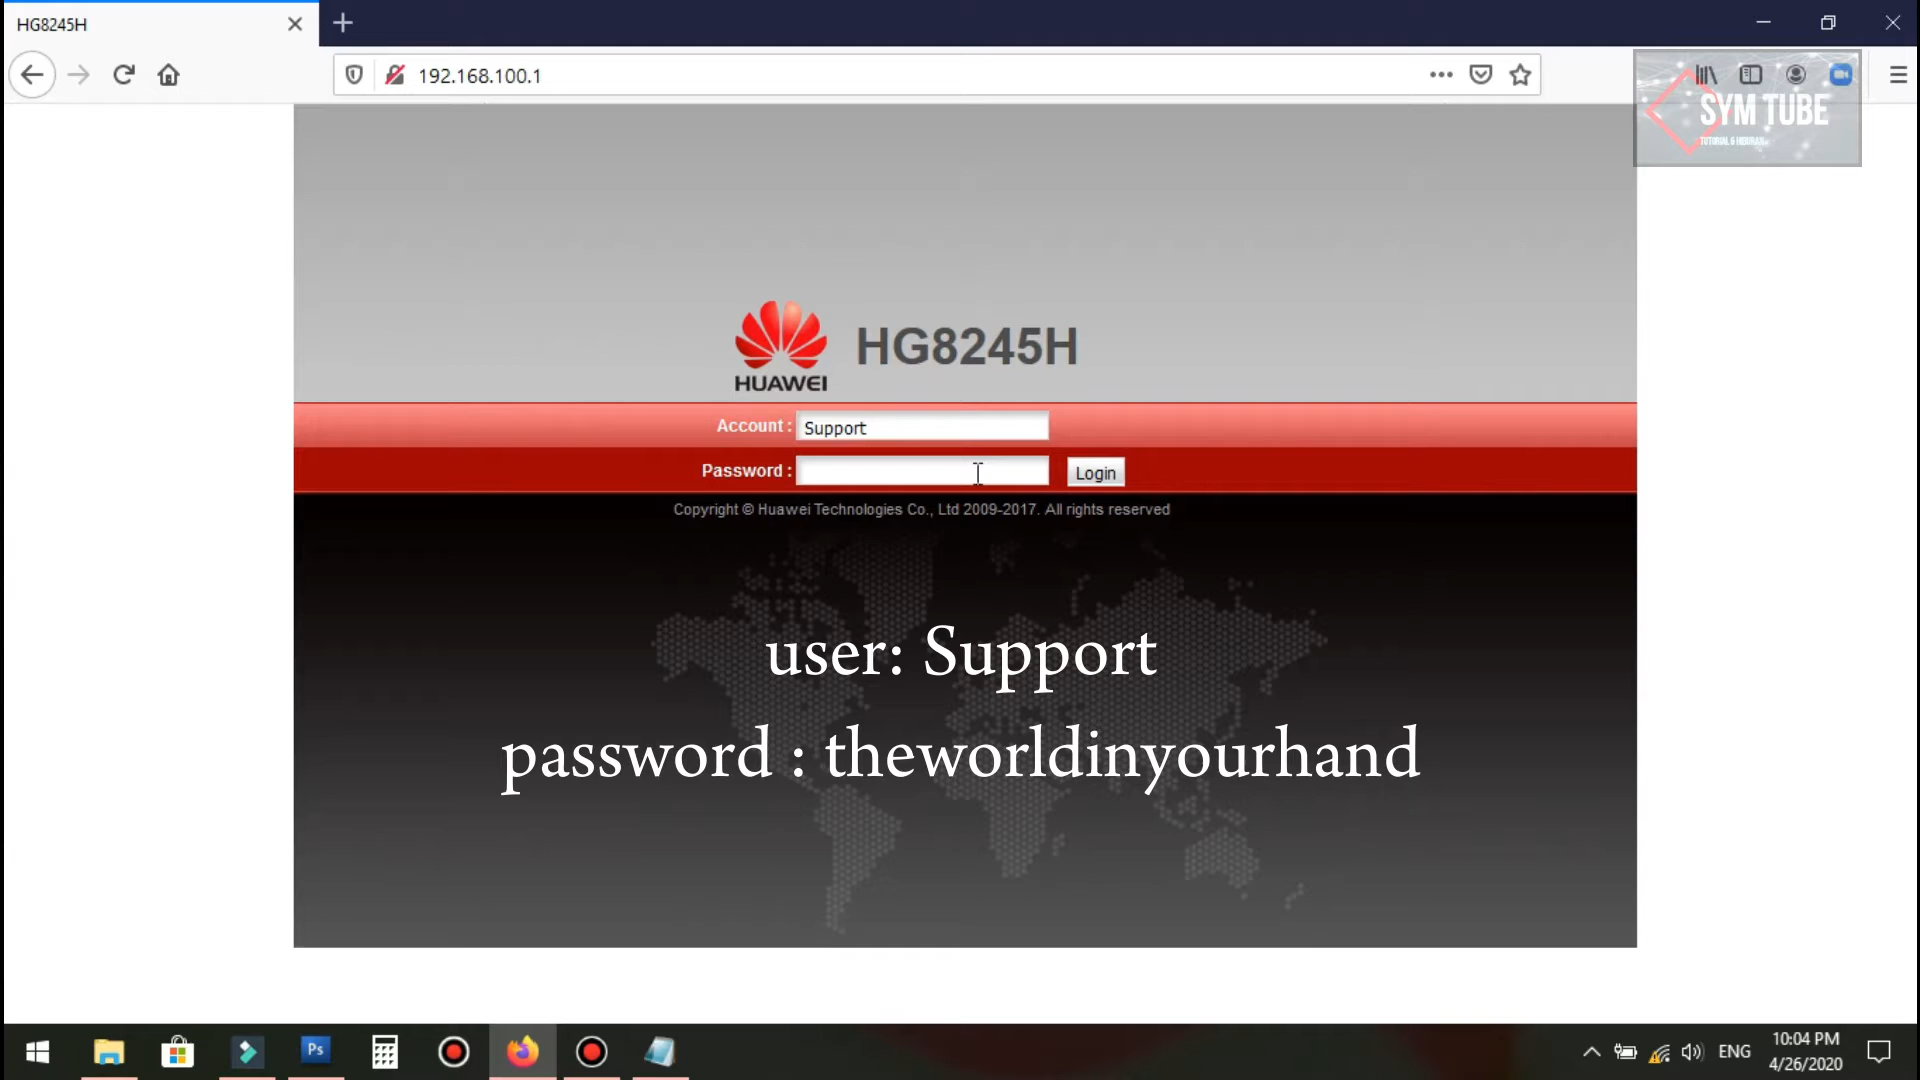 HG8245H
192.168.100.1
SYM TUBE
HUAWEI
HG8245H
Account : Support
Password :
Login
Copyright © Huawei Technologies Co., Ltd 2009-2017. All rights reserved
user: Support
password : theworldinyourhand
Ps
ENG
10:04 PM
4/26/2020